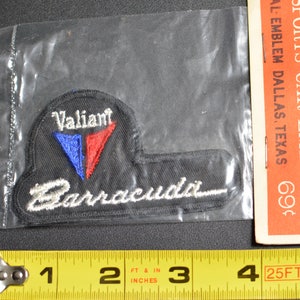 Valiant
Barracuda
AL EMBLEM DALLAS, TEXAS
69¢
1 2 3 4
FT & IN
INCHES
25FT